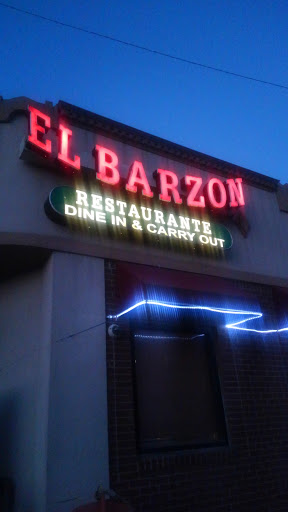 EL BARZON
RESTAURANTE
DINE IN & CARRY OUT